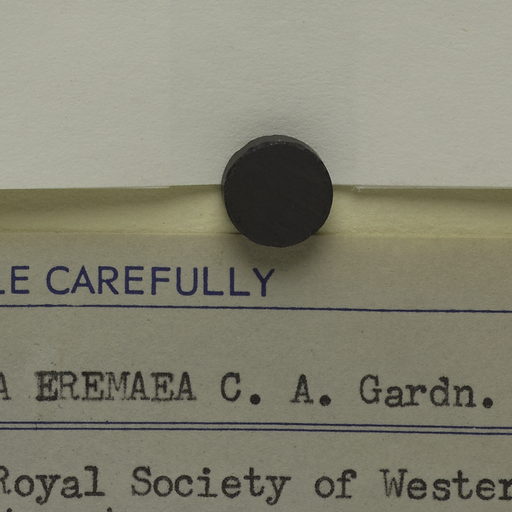 LE CAREFULLY
A EREMAEA C. A. Gardn.
Royal Society of Wester